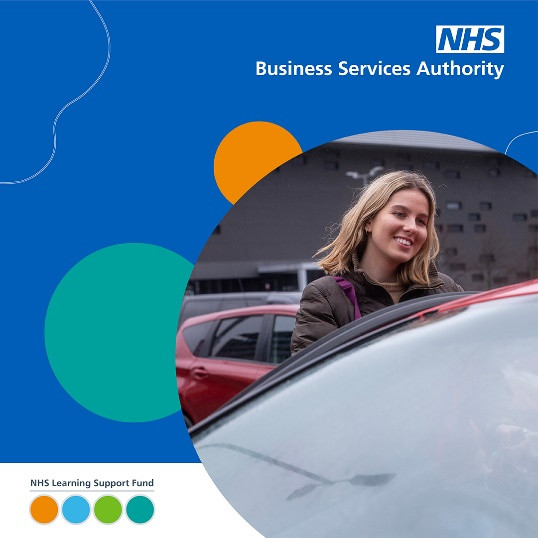 NHS
Business Services Authority
NHS Learning Support Fund